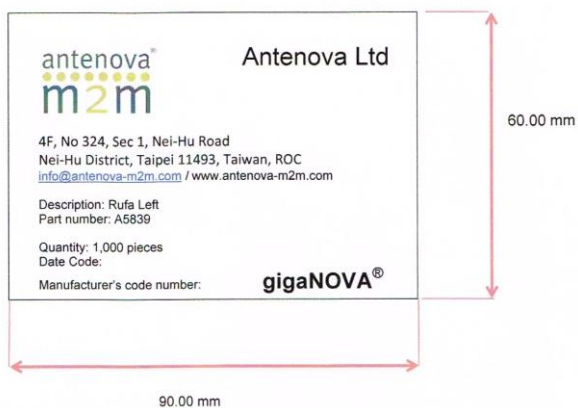 antenova®
m2m
Antenova Ltd
60.00 mm
4F, No 324, Sec 1, Nei-Hu Road
Nei-Hu District, Taipei 11493, Taiwan, ROC
info@antenova-m2m.com / www.antenova-m2m.com
Description: Rufa Left
Part number: A5839
Quantity: 1,000 pieces
Date Code:
Manufacturer's code number:
gigaNOVA®
90.00 mm